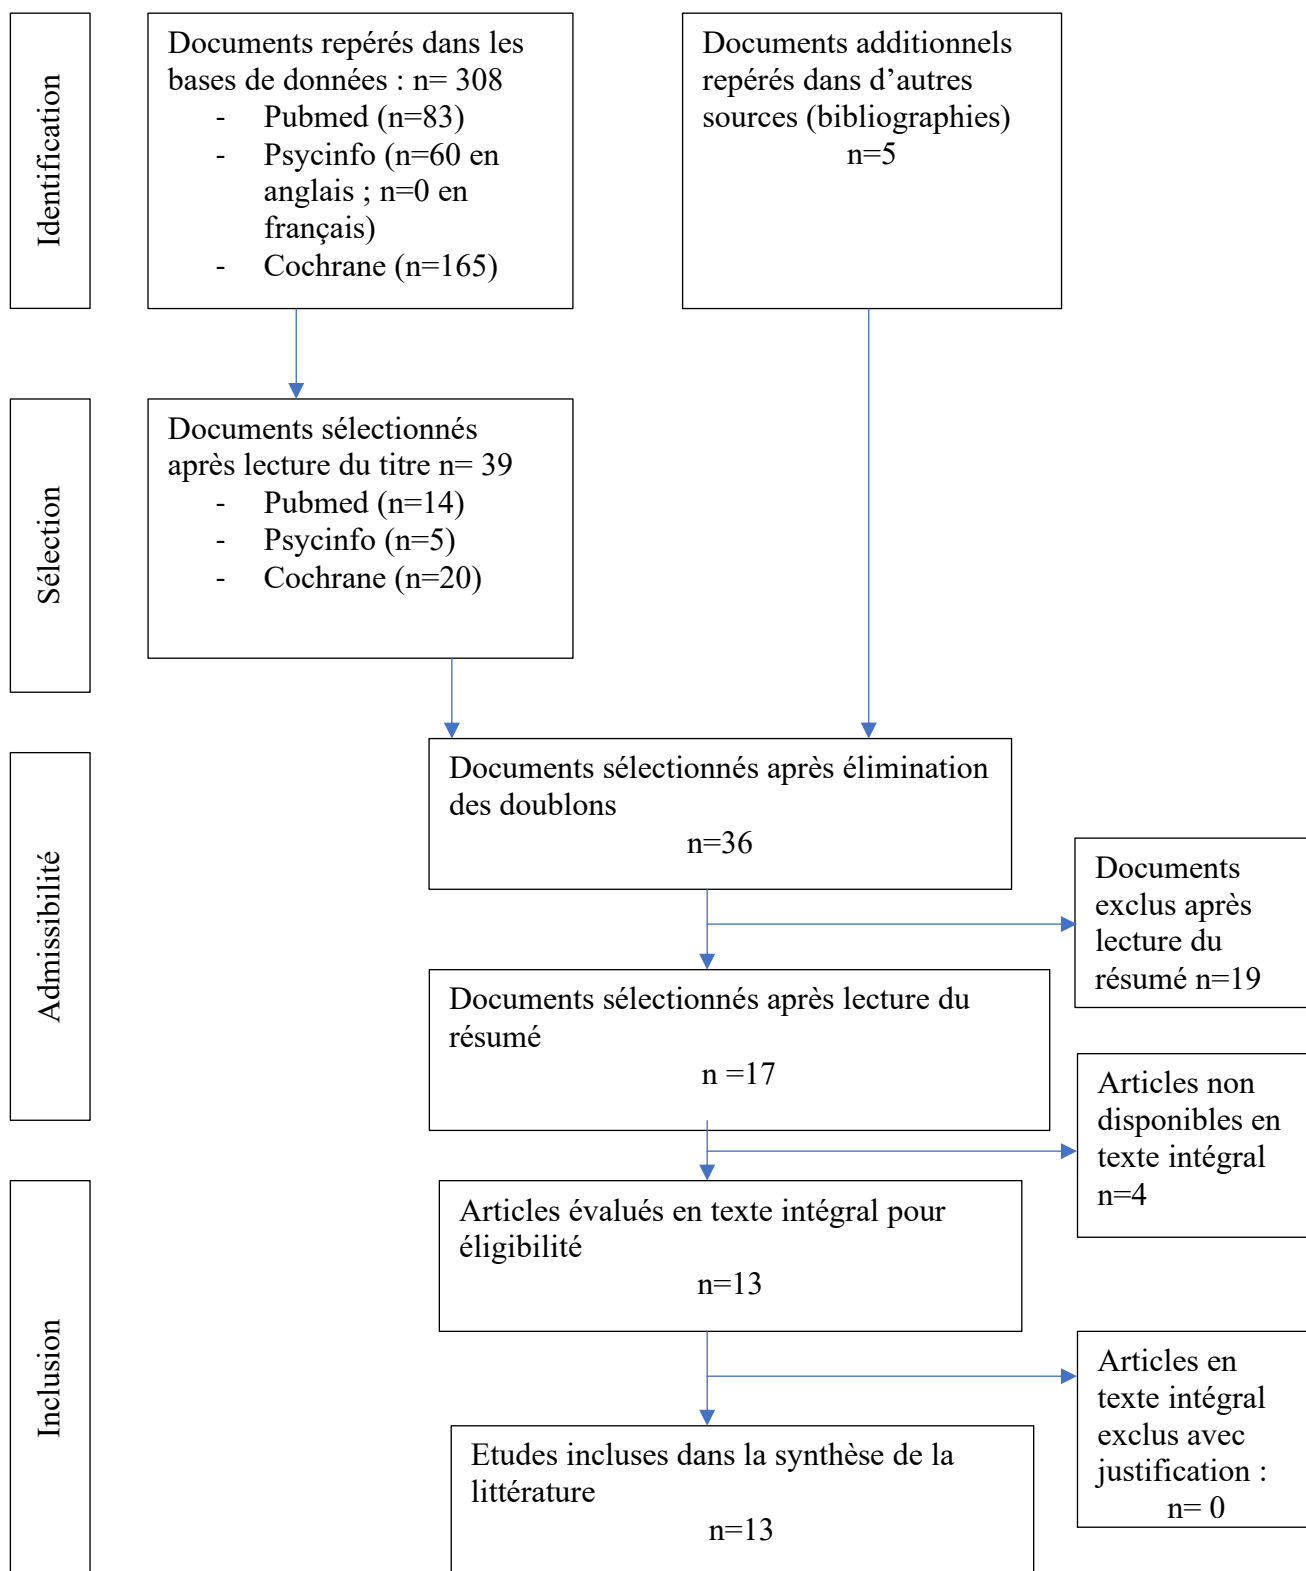 Identification
Documents repérés dans les
bases de données : n= 308
- Pubmed (n=83)
- Psycinfo (n=60 en
anglais ; n=0 en
français)
- Cochrane (n=165)
Documents additionnels
repérés dans d’autres
sources (bibliographies)
n=5
Sélection
Documents sélectionnés
après lecture du titre n= 39
- Pubmed (n=14)
- Psycinfo (n=5)
- Cochrane (n=20)
Admissibilité
Documents sélectionnés après élimination
des doublons
n=36
Documents
exclus après
lecture du
résumé n=19
Documents sélectionnés après lecture du
résumé
n =17
Articles non
disponibles en
texte intégral
n=4
Inclusion
Articles évalués en texte intégral pour
éligibilité
n=13
Articles en
texte intégral
exclus avec
justification :
n= 0
Etudes incluses dans la synthèse de la
littérature
n=13